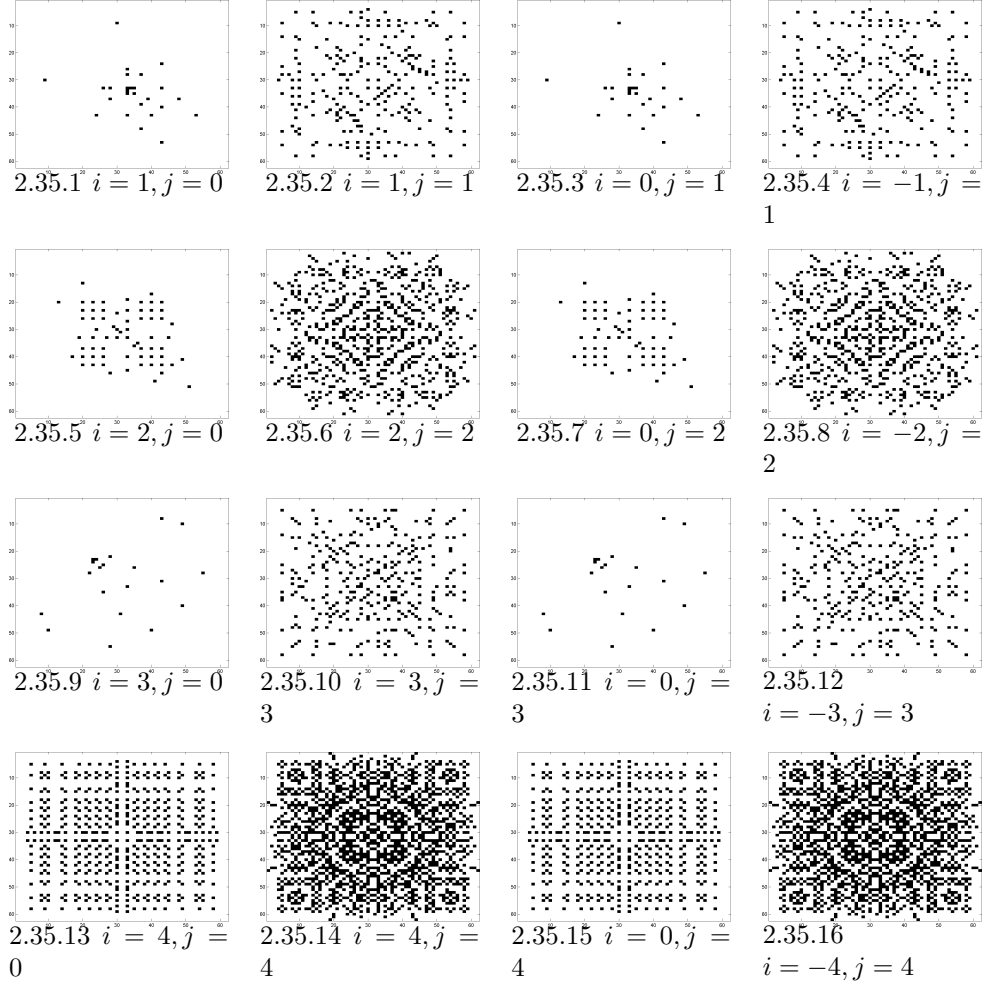 2.35.1 i = 1, j = 0
2.35.2 i = 1, j = 1
2.35.3 i = 0, j = 1
2.35.4 i = −1, j =
1
2.35.5 i = 2, j = 0
2.35.6 i = 2, j = 2
2.35.7 i = 0, j = 2
2.35.8 i = −2, j =
2
2.35.9 i = 3, j = 0
2.35.10 i = 3, j =
3
2.35.11 i = 0, j =
3
2.35.12
i = −3, j = 3
2.35.13 i = 4, j =
0
2.35.14 i = 4, j =
4
2.35.15 i = 0, j =
4
2.35.16
i = −4, j = 4